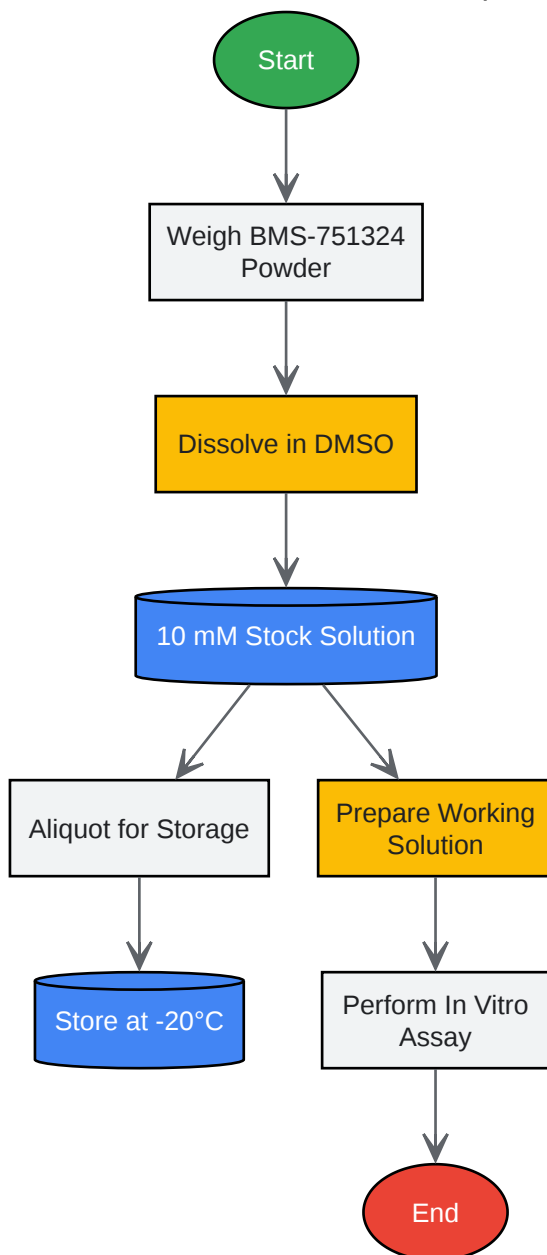 Start
Weigh BMS-751324
Powder
Dissolve in DMSO
10 mM Stock Solution
Aliquot for Storage
Prepare Working
Solution
Store at -20°C
Perform In Vitro
Assay
End